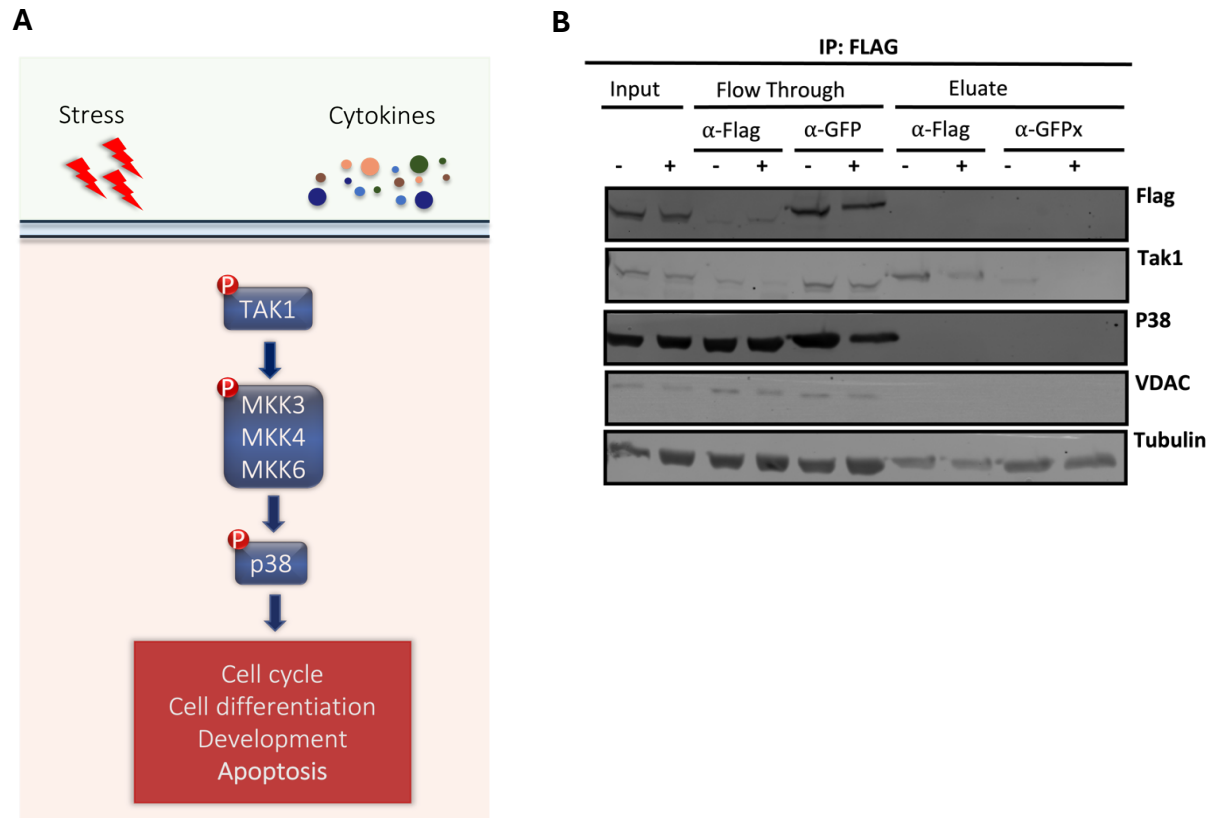 A
Stress
Cytokines
P
TAK1
P
MKK3
MKK4
MKK6
P
p38
Cell cycle
Cell differentiation
Development
Apoptosis
B
IP: FLAG
Input Flow Through Eluate
α-Flag α-GFP α-Flag α-GFPx
- + - + - + - + - +
Flag
Tak1
P38
VDAC
Tubulin